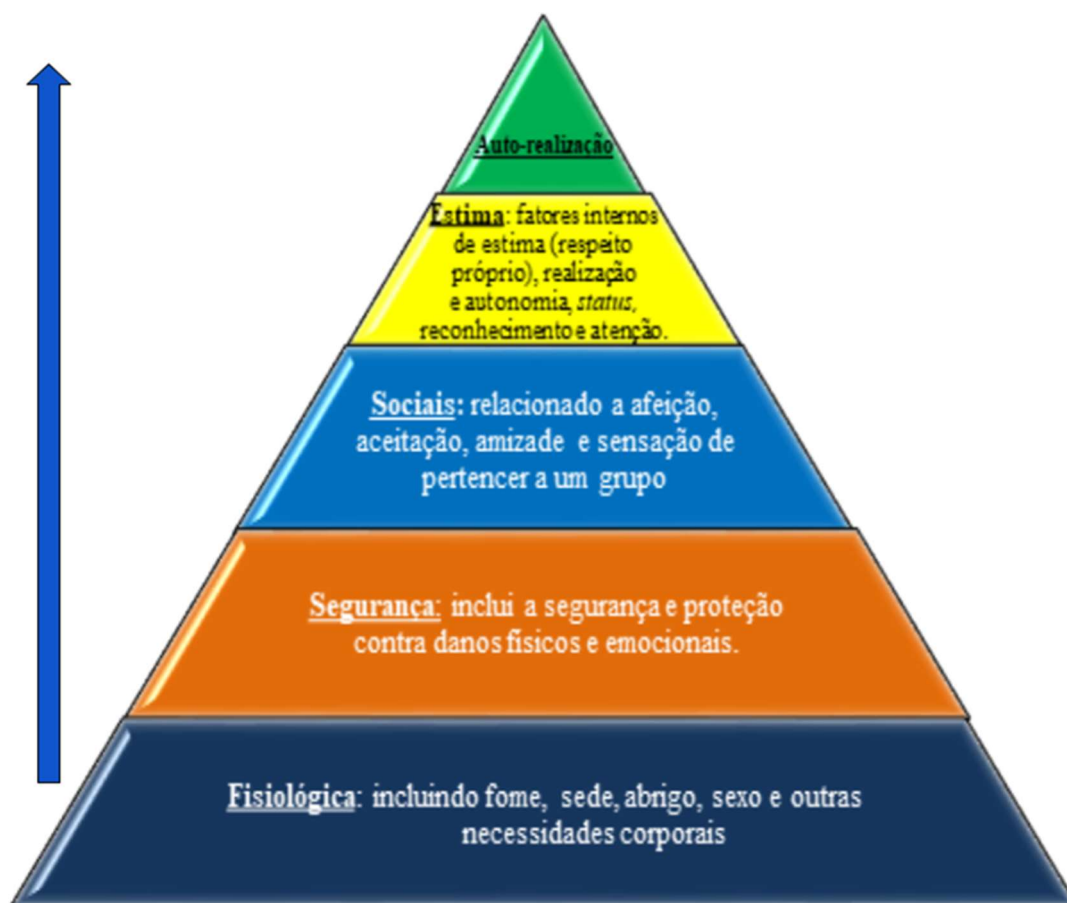 Auto-realização
Estima: fatores internos
de estima (respeito
próprio), realização
e autonomia, status,
reconhecimento e atenção.
Sociais: relacionado a afeição,
aceitação, amizade e sensação de
pertencer a um grupo
Segurança: inclui a segurança e proteção
contra danos físicos e emocionais.
Fisiológica: incluindo fome, sede, abrigo, sexo e outras
necessidades corporais